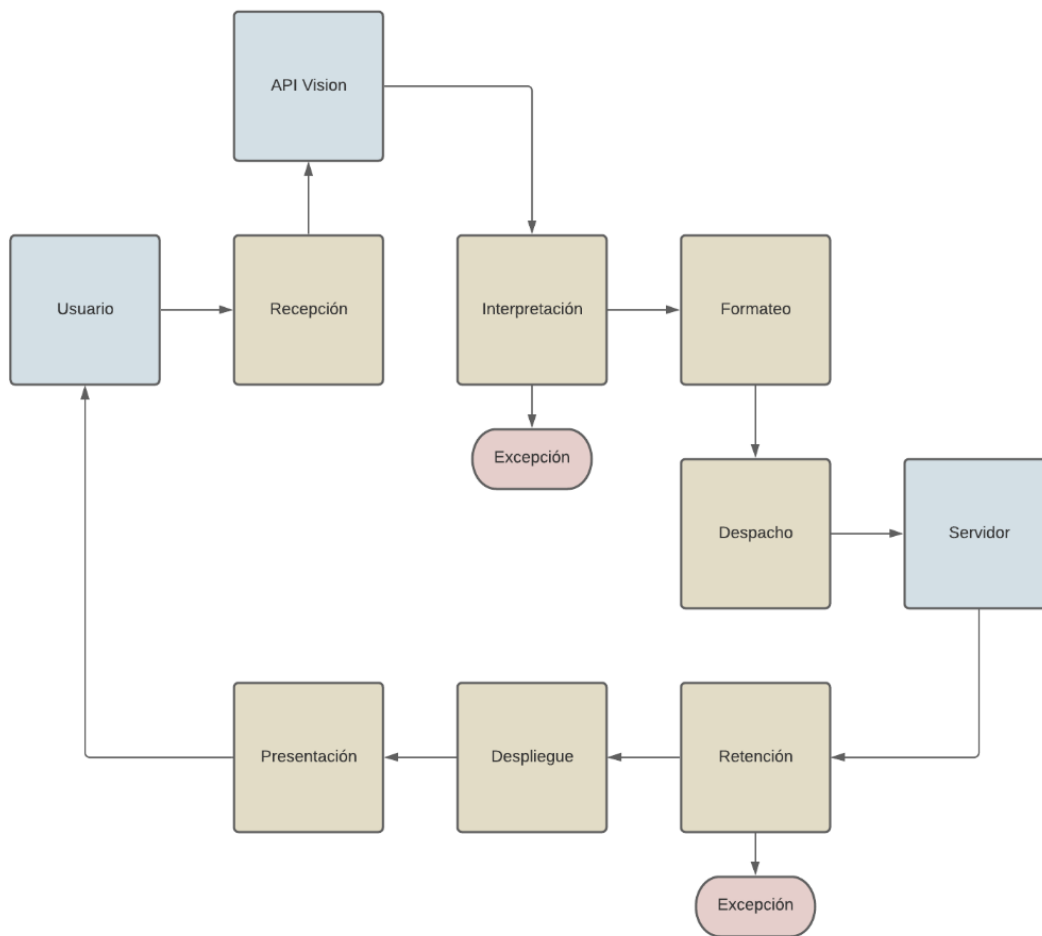 API Vision
Usuario
Recepción
Interpretación
Formateo
Excepción
Despacho
Servidor
Presentación
Despliegue
Retención
Excepción